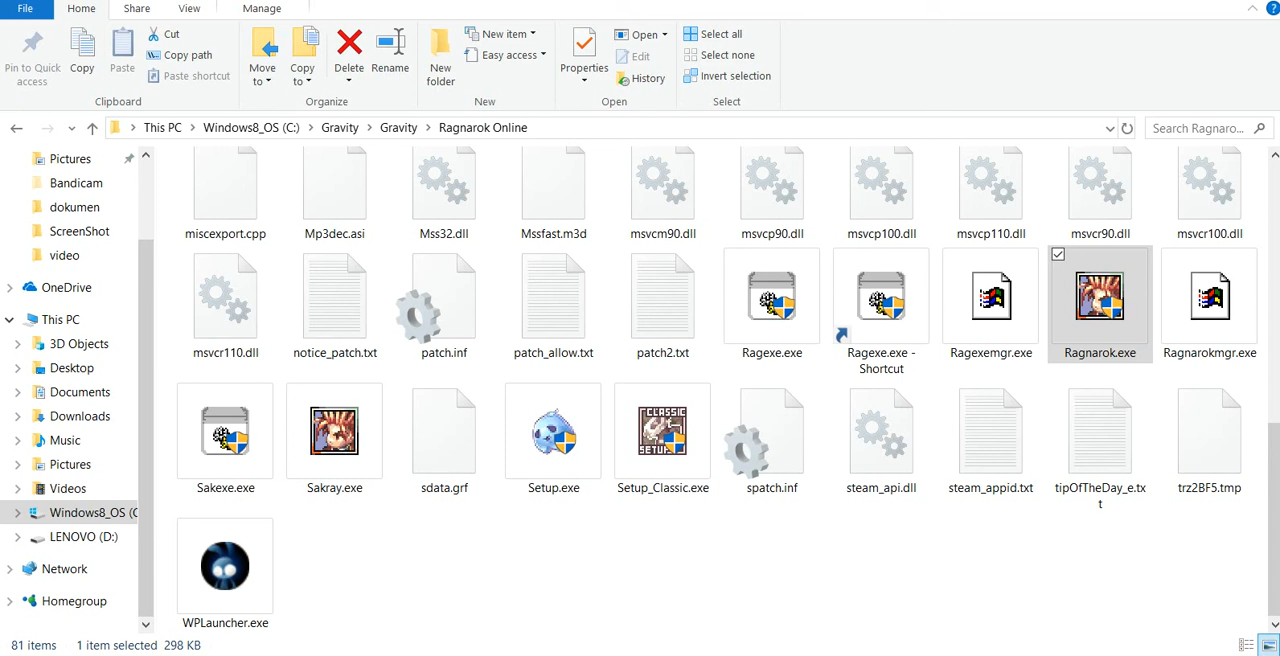 File Home Share View Manage
Pin to Quick access
Copy
Paste
Cut
Copy path
Paste shortcut
Clipboard
Move to
Copy to
Delete
Rename
Organize
New folder
New item
Easy access
New
Properties
Open
Edit
History
Open
Select all
Select none
Invert selection
Select
This PC Windows8_OS (C:) Gravity Gravity Ragnarok Online
Search Ragnaro...
Pictures
Bandicam
dokumen
ScreenShot
video
OneDrive
This PC
3D Objects
Desktop
Documents
Downloads
Music
Pictures
Videos
Windows8_OS (C
LENOVO (D:)
Network
Homegroup
miscexport.cpp Mp3dec.asi Mss32.dll Mssfast.m3d msvcm90.dll msvcp90.dll msvcp100.dll msvcp110.dll msvcr90.dll msvcr100.dll
msvcr110.dll notice_patch.txt patch.inf patch_allow.txt patch2.txt Ragexe.exe Ragexe.exe - Shortcut Ragexemgr.exe Ragnarok.exe Ragnarokmgr.exe
CLASSIC
SETUP
Sakexe.exe Sakray.exe sdata.grf Setup.exe Setup_Classic.exe spatch.inf steam_api.dll steam_appid.txt tipOfTheDay_e.txt trz2BF5.tmp
WPLauncher.exe
81 items 1 item selected 298 KB